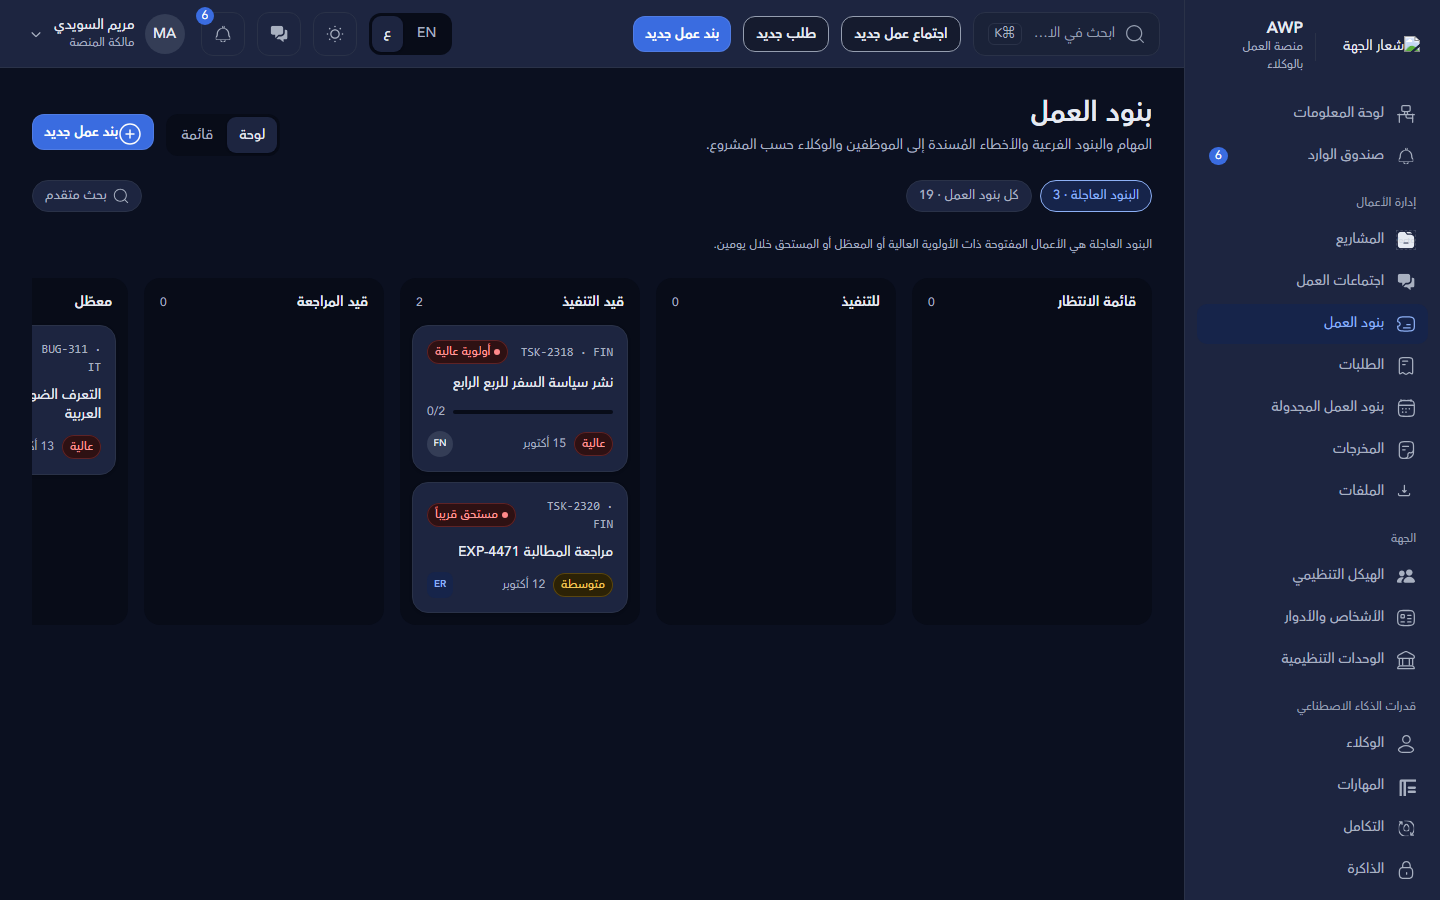 شعار الجهة
AWP
منصة العمل
بالوكلاء
لوحة المعلومات
صندوق الوارد
6
إدارة الأعمال
المشاريع
اجتماعات العمل
بنود العمل
الطلبات
بنود العمل المجدولة
المخرجات
الملفات
الجهة
الهيكل التنظيمي
الأشخاص والأدوار
الوحدات التنظيمية
قدرات الذكاء الاصطناعي
الوكلاء
المهارات
التكامل
الذاكرة
ابحث في الا...
⌘K
اجتماع عمل جديد
طلب جديد
بند عمل جديد
EN
ع
6
MA
مريم السويدي
مالكة المنصة
بنود العمل
المهام والبنود الفرعية والأخطاء المُسندة إلى الموظفين والوكلاء حسب المشروع.
لوحة
قائمة
بند عمل جديد
البنود العاجلة · 3
كل بنود العمل · 19
بحث متقدم
البنود العاجلة هي الأعمال المفتوحة ذات الأولوية العالية أو المعطل أو المستحق خلال يومين.
قائمة الانتظار
0
للتنفيذ
0
قيد التنفيذ
2
TSK-2318 · FIN
أولوية عالية
نشر سياسة السفر للربع الرابع
0/2
عالية
15 أكتوبر
FN
TSK-2320 ·
FIN
مستحق قريباً
مراجعة المطالبة EXP-4471
متوسطة
12 أكتوبر
ER
قيد المراجعة
0
معطّل
BUG-311 ·
IT
التعرف الضو
العربية
عالية
13 أك